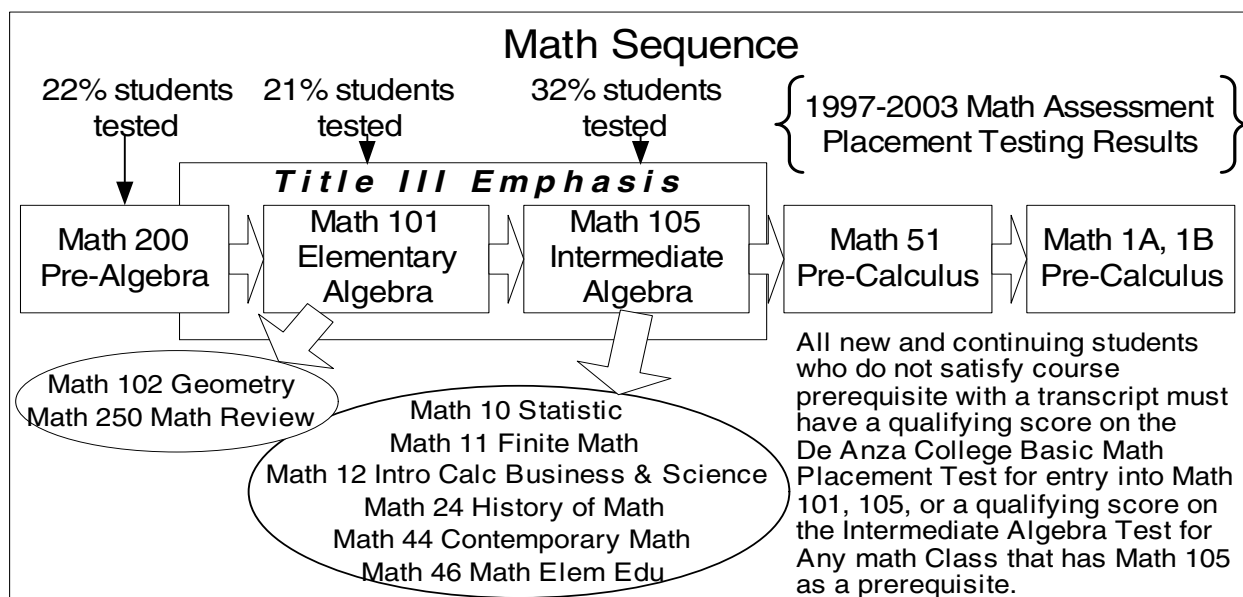 Math Sequence
22% students
tested
21% students
tested
32% students
tested
1997-2003 Math Assessment
Placement Testing Results
Title III Emphasis
Math 200
Pre-Algebra
Math 101
Elementary
Algebra
Math 105
Intermediate
Algebra
Math 51
Pre-Calculus
Math 1A, 1B
Pre-Calculus
Math 102 Geometry
Math 250 Math Review
Math 10 Statistic
Math 11 Finite Math
Math 12 Intro Calc Business & Science
Math 24 History of Math
Math 44 Contemporary Math
Math 46 Math Elem Edu
All new and continuing students
who do not satisfy course
prerequisite with a transcript must
have a qualifying score on the
De Anza College Basic Math
Placement Test for entry into Math
101, 105, or a qualifying score on
the Intermediate Algebra Test for
Any math Class that has Math 105
as a prerequisite.